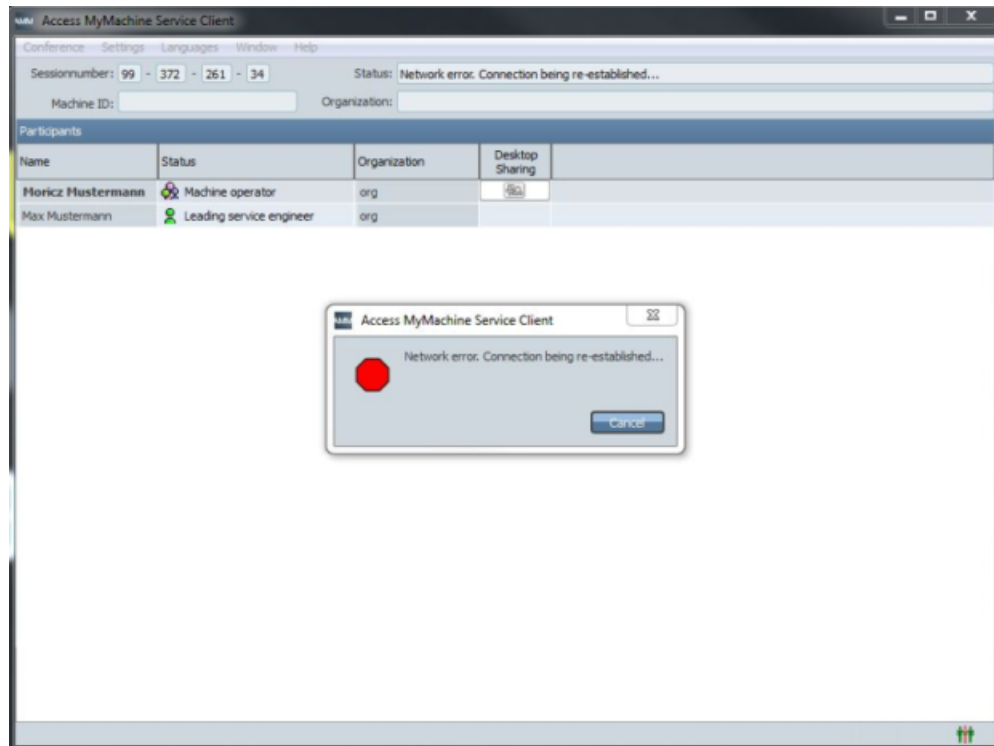 Access MyMachine Service Client
Conference Settings Languages Window Help
Sessionnumber: 99 - 372 - 261 - 34 Status: Network error. Connection being re-established...
Machine ID: Organization:
Participants
Name Status Organization Desktop Sharing
Moricz Mustermann Machine operator org
Max Mustermann Leading service engineer org
Access MyMachine Service Client
Network error. Connection being re-established...
Cancel